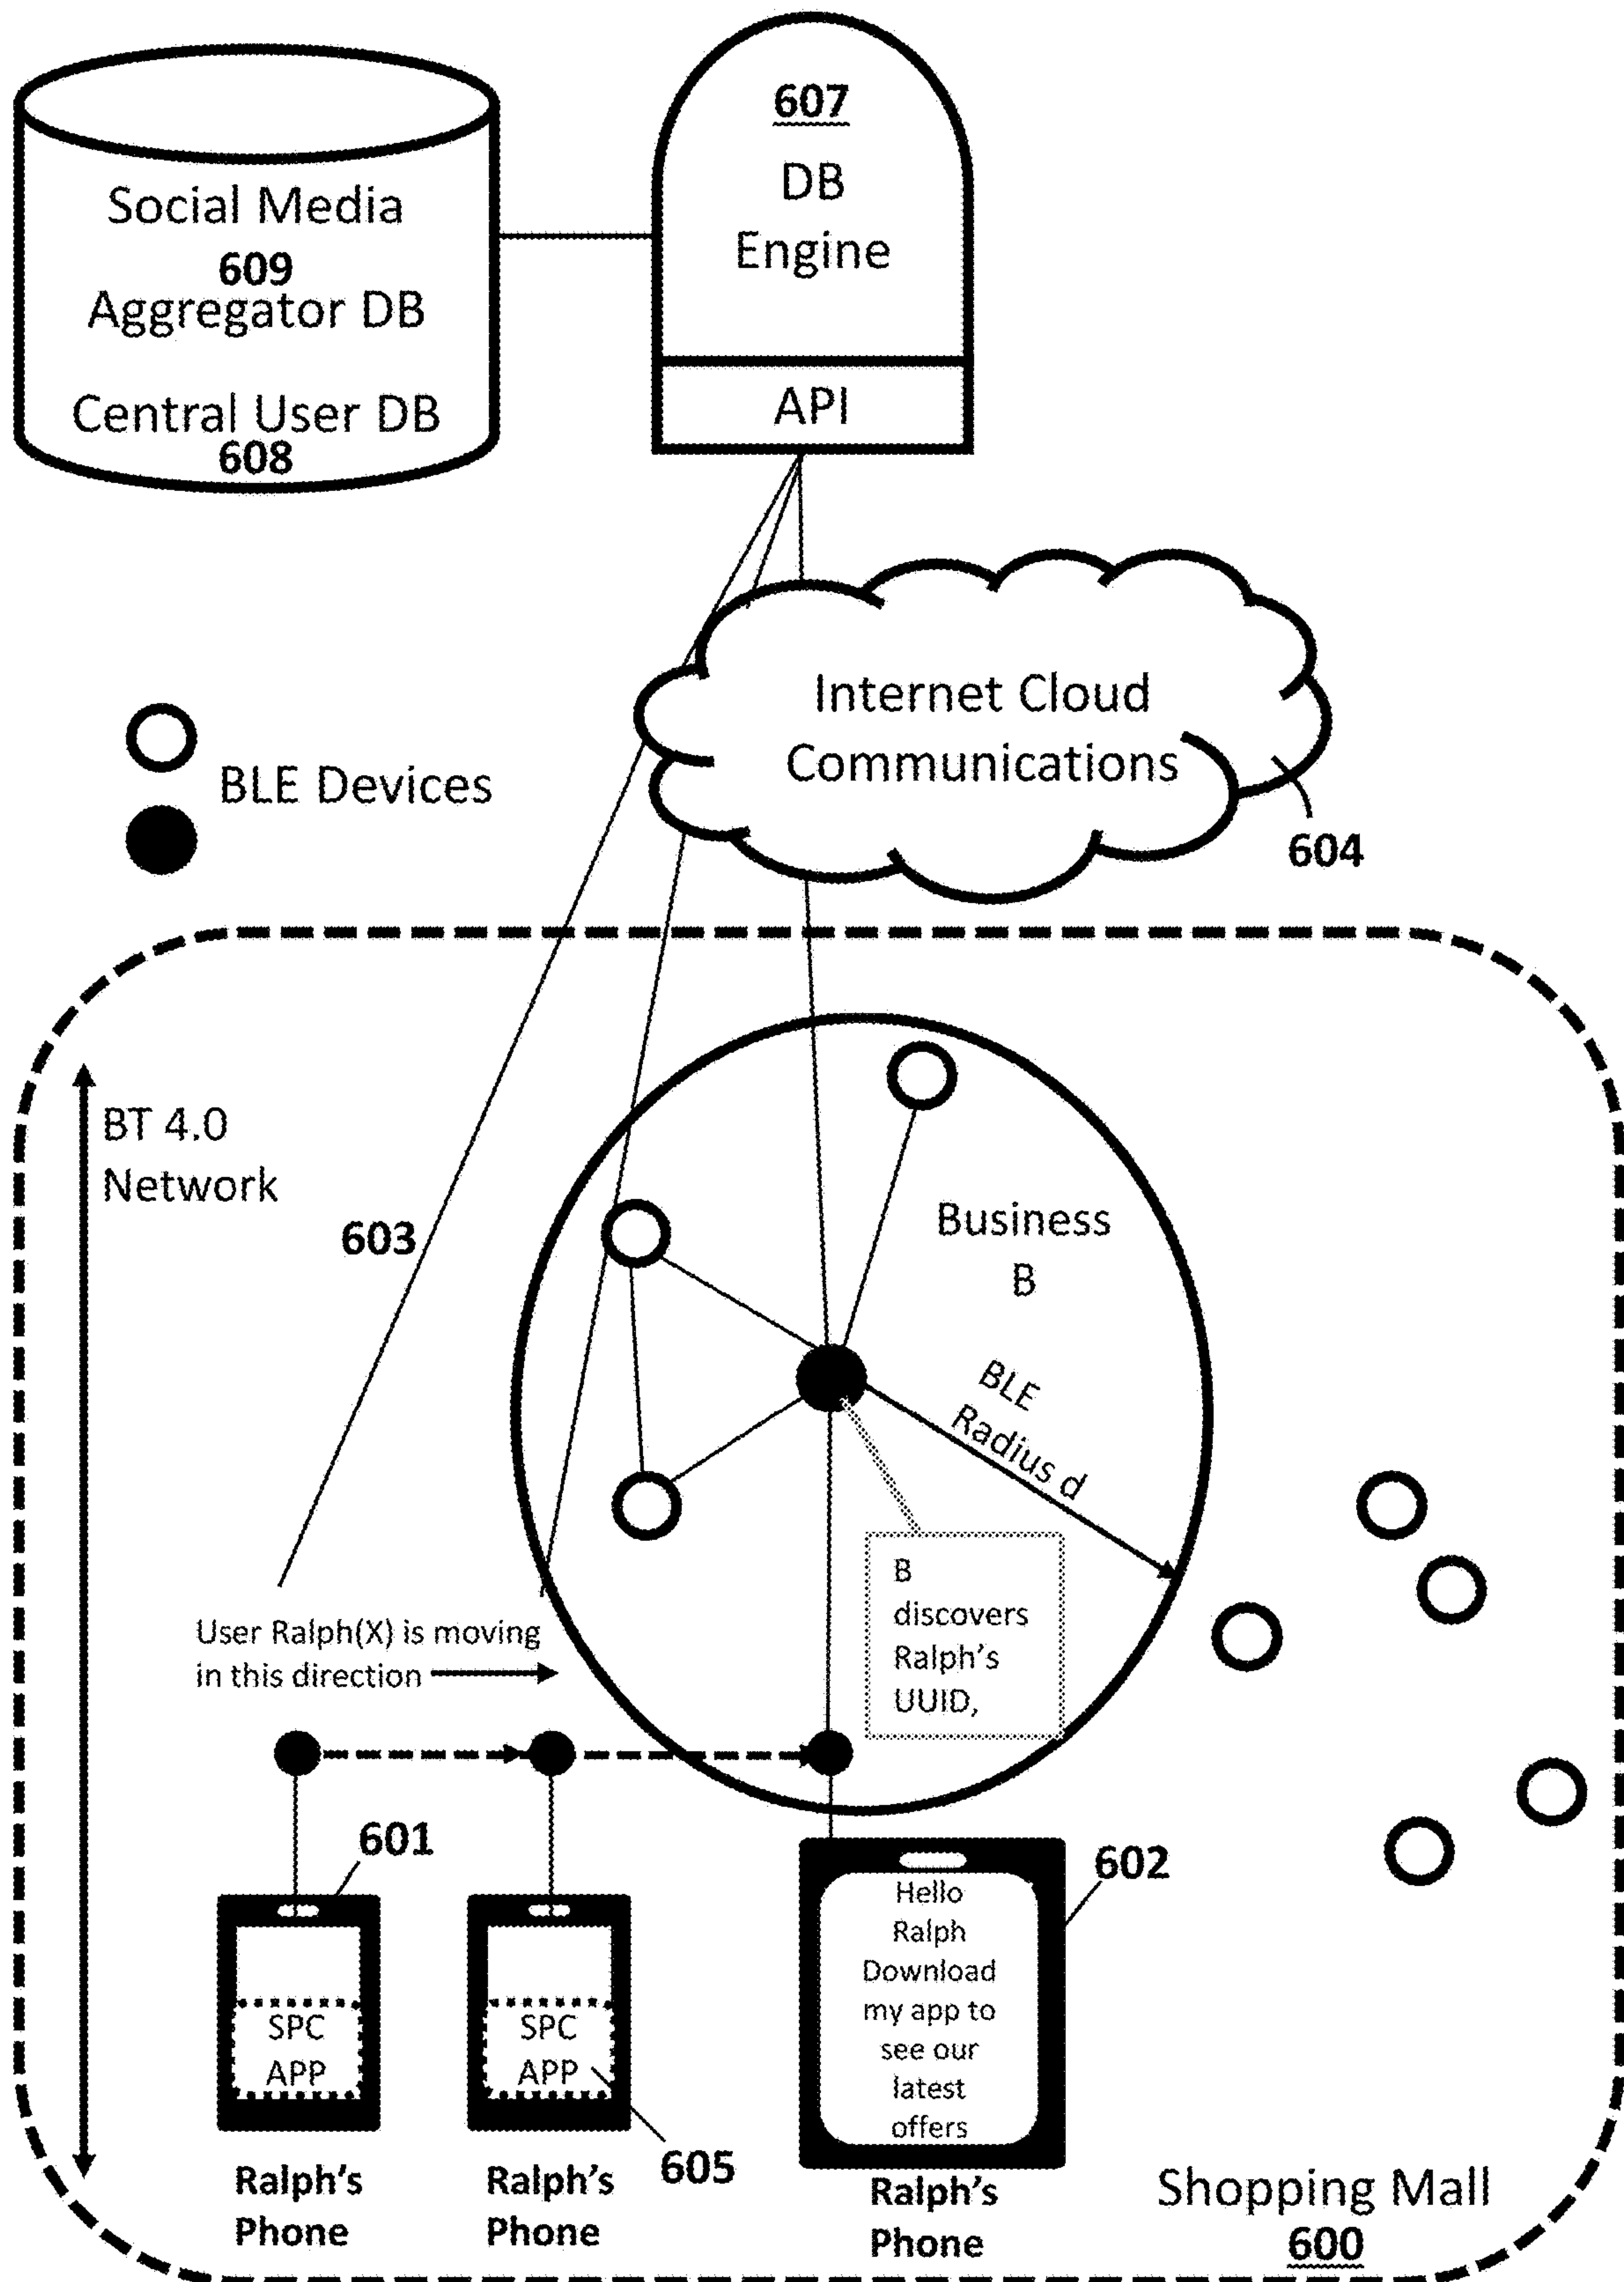 607
DB
Engine
API
Social Media
609
Aggregator DB
Central User DB
608
Internet Cloud
Communications
604
BLE Devices
BT 4.0
Network
603
Business
B
BLE
Radius d
B
discovers
Ralph's
UUID,
User Ralph(X) is moving
in this direction
601
602
Hello
Ralph
Download
my app to
see our
latest
offers
SPC
APP
SPC
APP
605
Ralph's
Phone
Ralph's
Phone
Ralph's
Phone
Shopping Mall
600